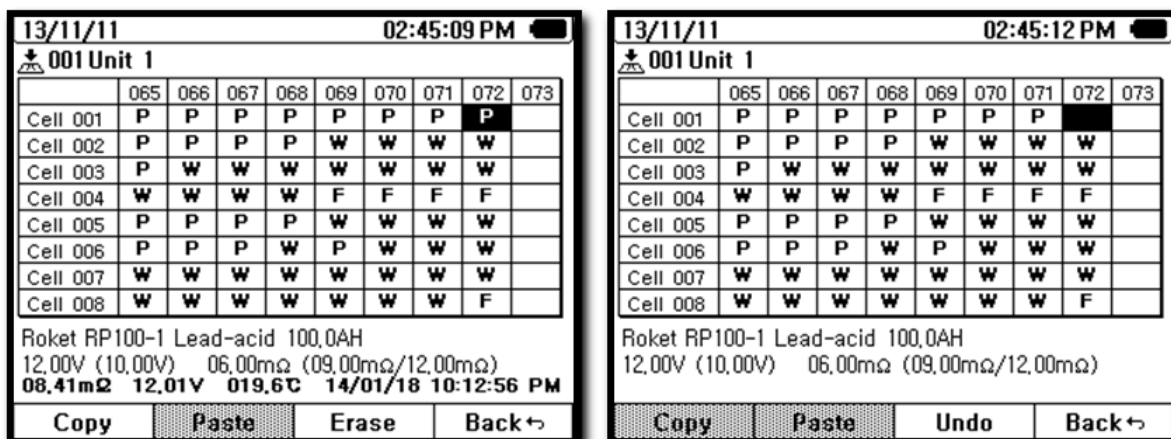 13/11/11 02:45:09 PM
001 Unit 1
065 066 067 068 069 070 071 072 073
Cell 001 P P P P P P P P
Cell 002 P P P P W W W W
Cell 003 P W W W W W W W
Cell 004 W W W W F F F F
Cell 005 P P P P W W W W
Cell 006 P P P W P W W W
Cell 007 W W W W W W W W
Cell 008 W W W W W W W F
Roket RP100-1 Lead-acid 100,0AH
12,00V (10,00V) 06,00mΩ (09,00mΩ/12,00mΩ)
08,41mΩ 12,01V 019,6℃ 14/01/18 10:12:56 PM
Copy Paste Erase Back
13/11/11 02:45:12 PM
001 Unit 1
065 066 067 068 069 070 071 072 073
Cell 001 P P P P P P P
Cell 002 P P P P W W W W
Cell 003 P W W W W W W W
Cell 004 W W W W F F F F
Cell 005 P P P P W W W W
Cell 006 P P P W P W W W
Cell 007 W W W W W W W W
Cell 008 W W W W W W W F
Roket RP100-1 Lead-acid 100,0AH
12,00V (10,00V) 06,00mΩ (09,00mΩ/12,00mΩ)
Copy Paste Undo Back